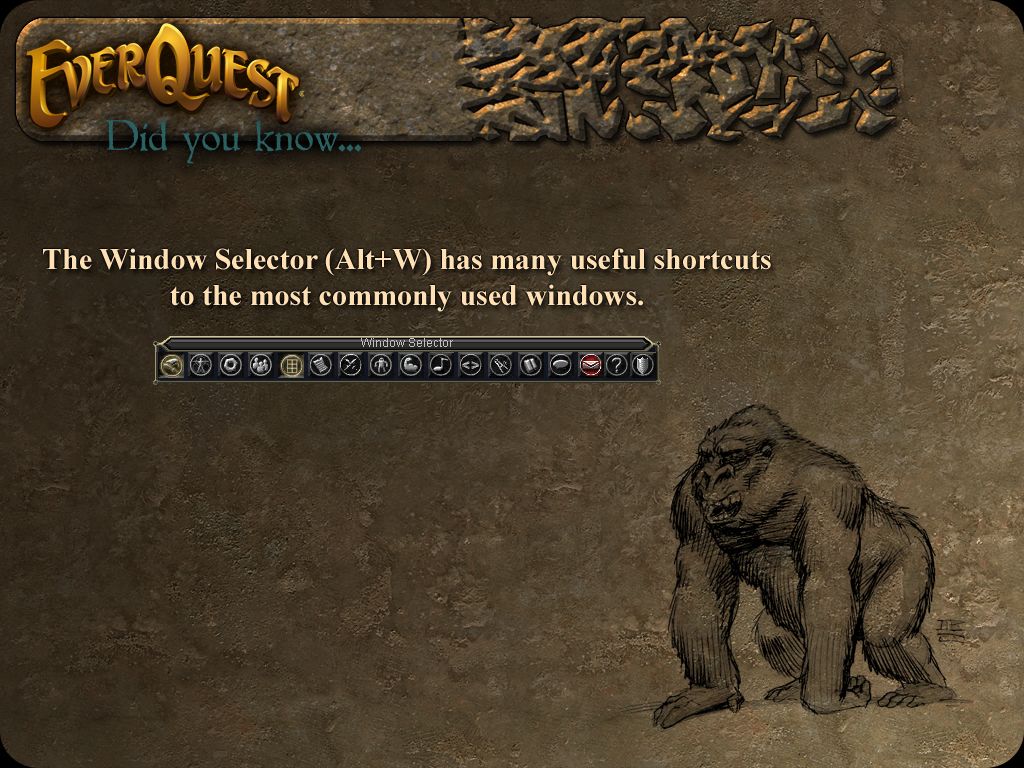 EverQuest
Did you know...
The Window Selector (Alt+W) has many useful shortcuts
to the most commonly used windows.
Window Selector
?